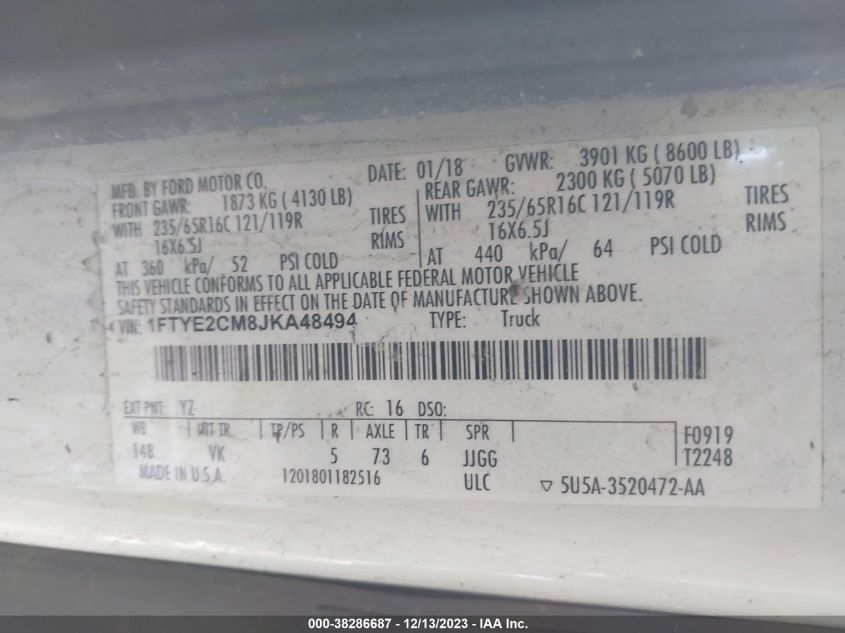 MFD. BY FORD MOTOR CO. DATE: 01/18 GVWR: 3901 KG ( 8600 LB)
FRONT GAWR: 1873 KG ( 4130 LB) REAR GAWR: 2300 KG ( 5070 LB)
WITH 235/65R16C 121/119R TIRES WITH 235/65R16C 121/119R TIRES
16X6.5J RIMS 16X6.5J RIMS
AT 360 kPa/ 52 PSI COLD AT 440 kPa/ 64 PSI COLD
THIS VEHICLE CONFORMS TO ALL APPLICABLE FEDERAL MOTOR VEHICLE
SAFETY STANDARDS IN EFFECT ON THE DATE OF MANUFACTURE SHOWN ABOVE.
VIN: 1FTYE2CM8JKA48494 TYPE: Truck
EXT PNT: YZ RC: 16 DSO:
WB INT TR TP/PS R AXLE TR SPR F0919
148 VK 5 73 6 JJGG T2248
MADE IN U.S.A. 1201801182516 ULC ▽ 5U5A-3520472-AA
000-38286687 - 12/13/2023 - IAA Inc.